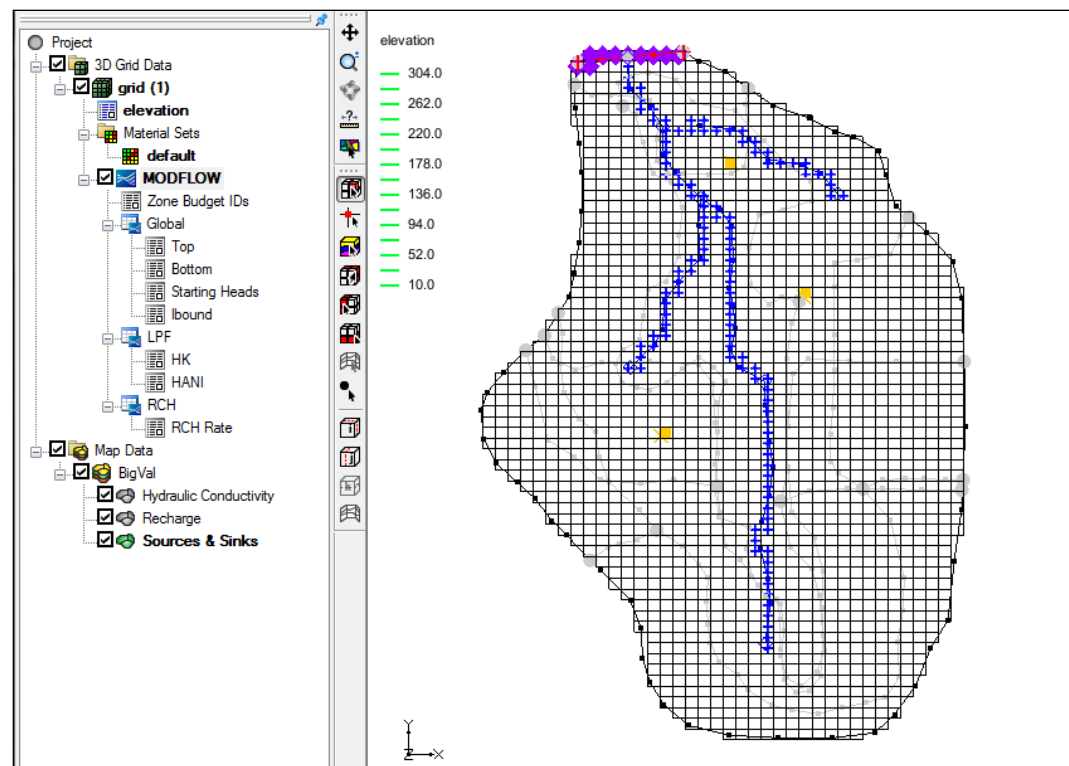 Project
3D Grid Data
grid (1)
elevation
Material Sets
default
MODFLOW
Zone Budget IDs
Global
Top
Bottom
Starting Heads
Ibound
LPF
HK
HANI
RCH
RCH Rate
Map Data
BigVal
Hydraulic Conductivity
Recharge
Sources & Sinks
elevation
304.0
262.0
220.0
178.0
136.0
94.0
52.0
10.0
Y
Z
X